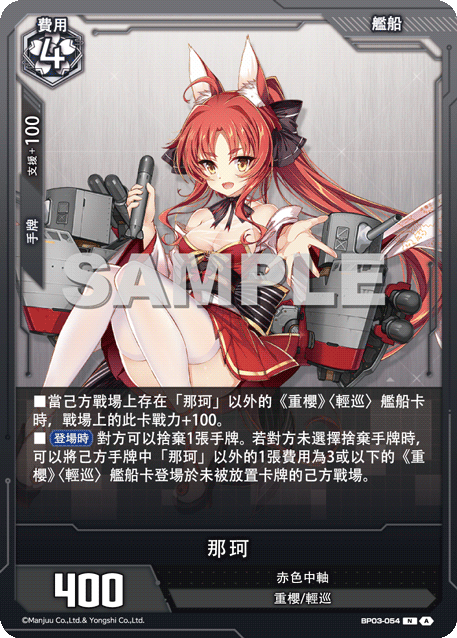 費用
4
艦船
支援+100
手牌
SAMPLE
■當己方戰場上存在「那珂」以外的《重櫻》〈輕巡〉艦船卡
時，戰場上的此卡戰力+100。
■登場時 對方可以捨棄1張手牌。若對方未選擇捨棄手牌時，
可以將己方手牌中「那珂」以外的1張費用為3或以下的《重
櫻》〈輕巡〉艦船卡登場於未被放置卡牌的己方戰場。
那珂
400
赤色中軸
重櫻/輕巡
©Manjuu Co.,Ltd.& Yongshi Co.,Ltd.
BP03-054 N A